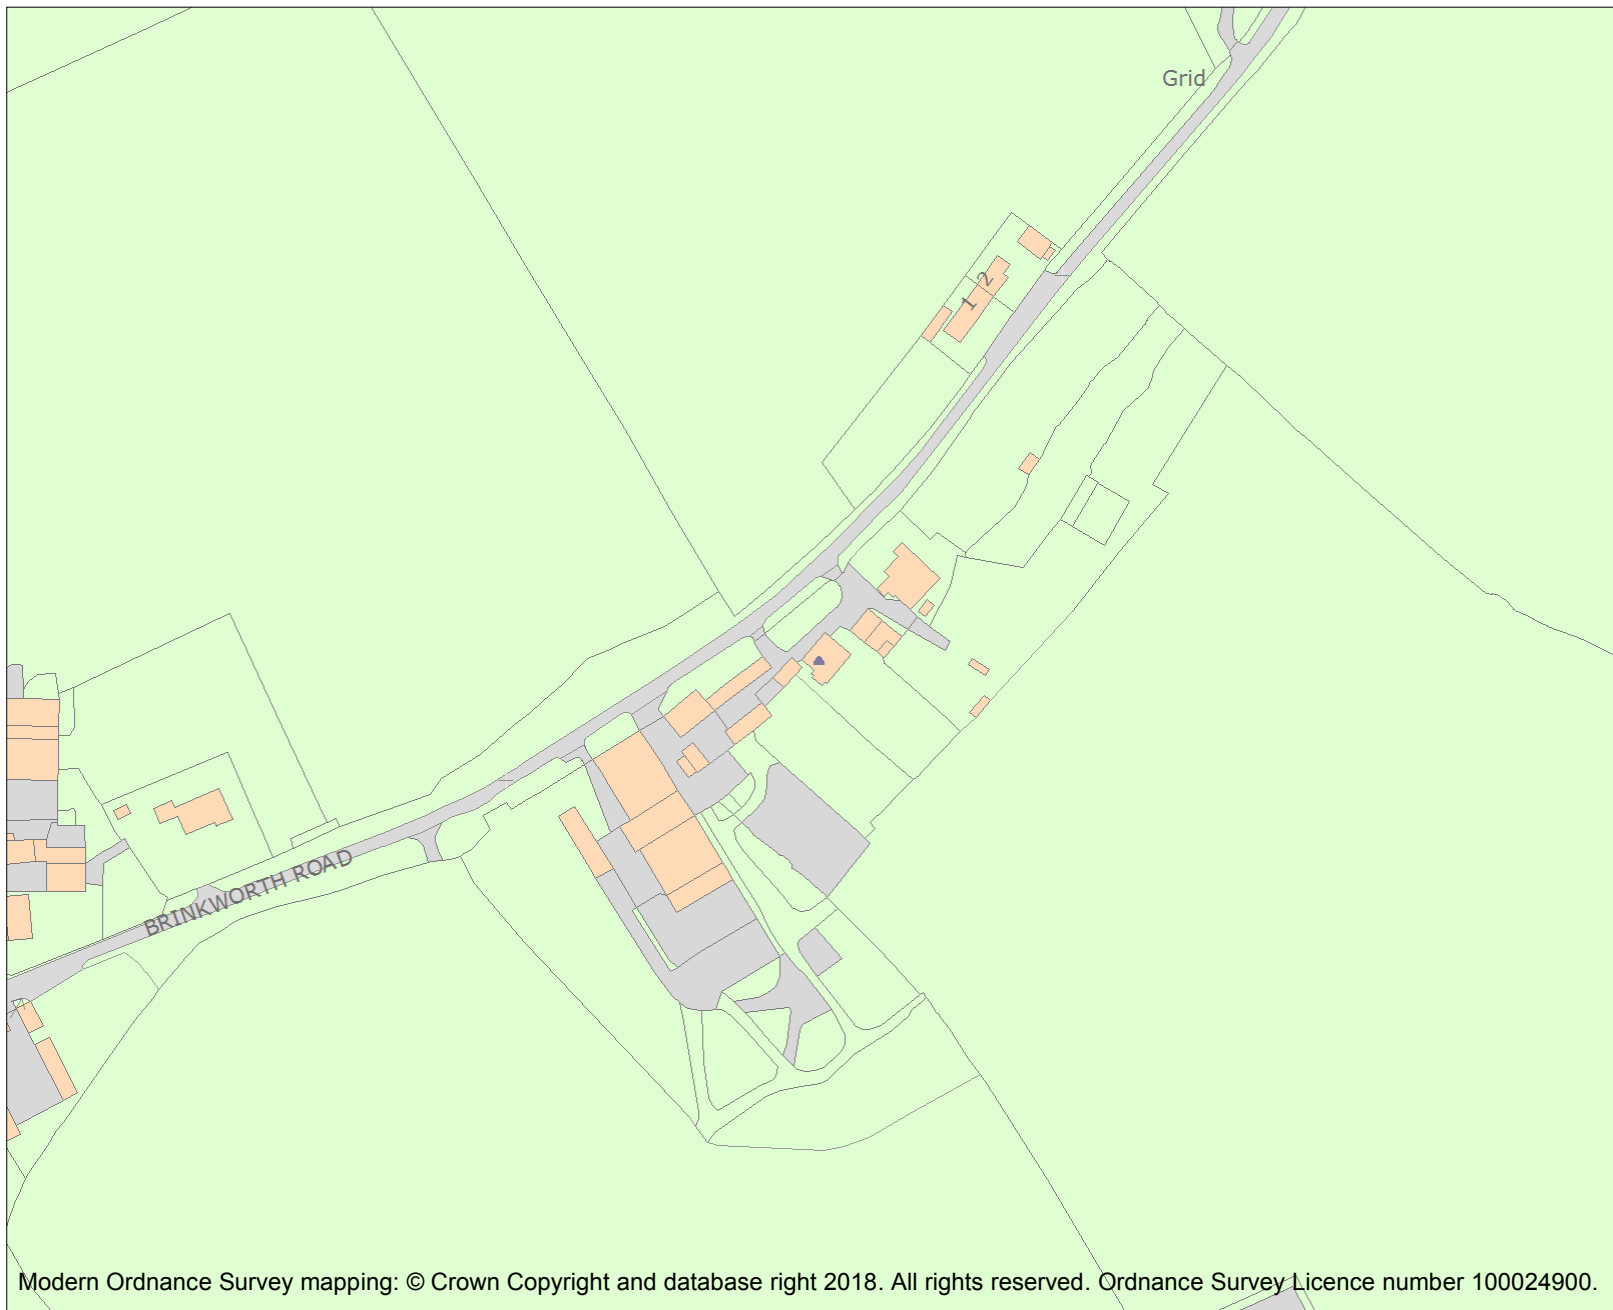 Grid
2
1
BRINKWORTH ROAD
Modern Ordnance Survey mapping: © Crown Copyright and database right 2018. All rights reserved. Ordnance Survey Licence number 100024900.